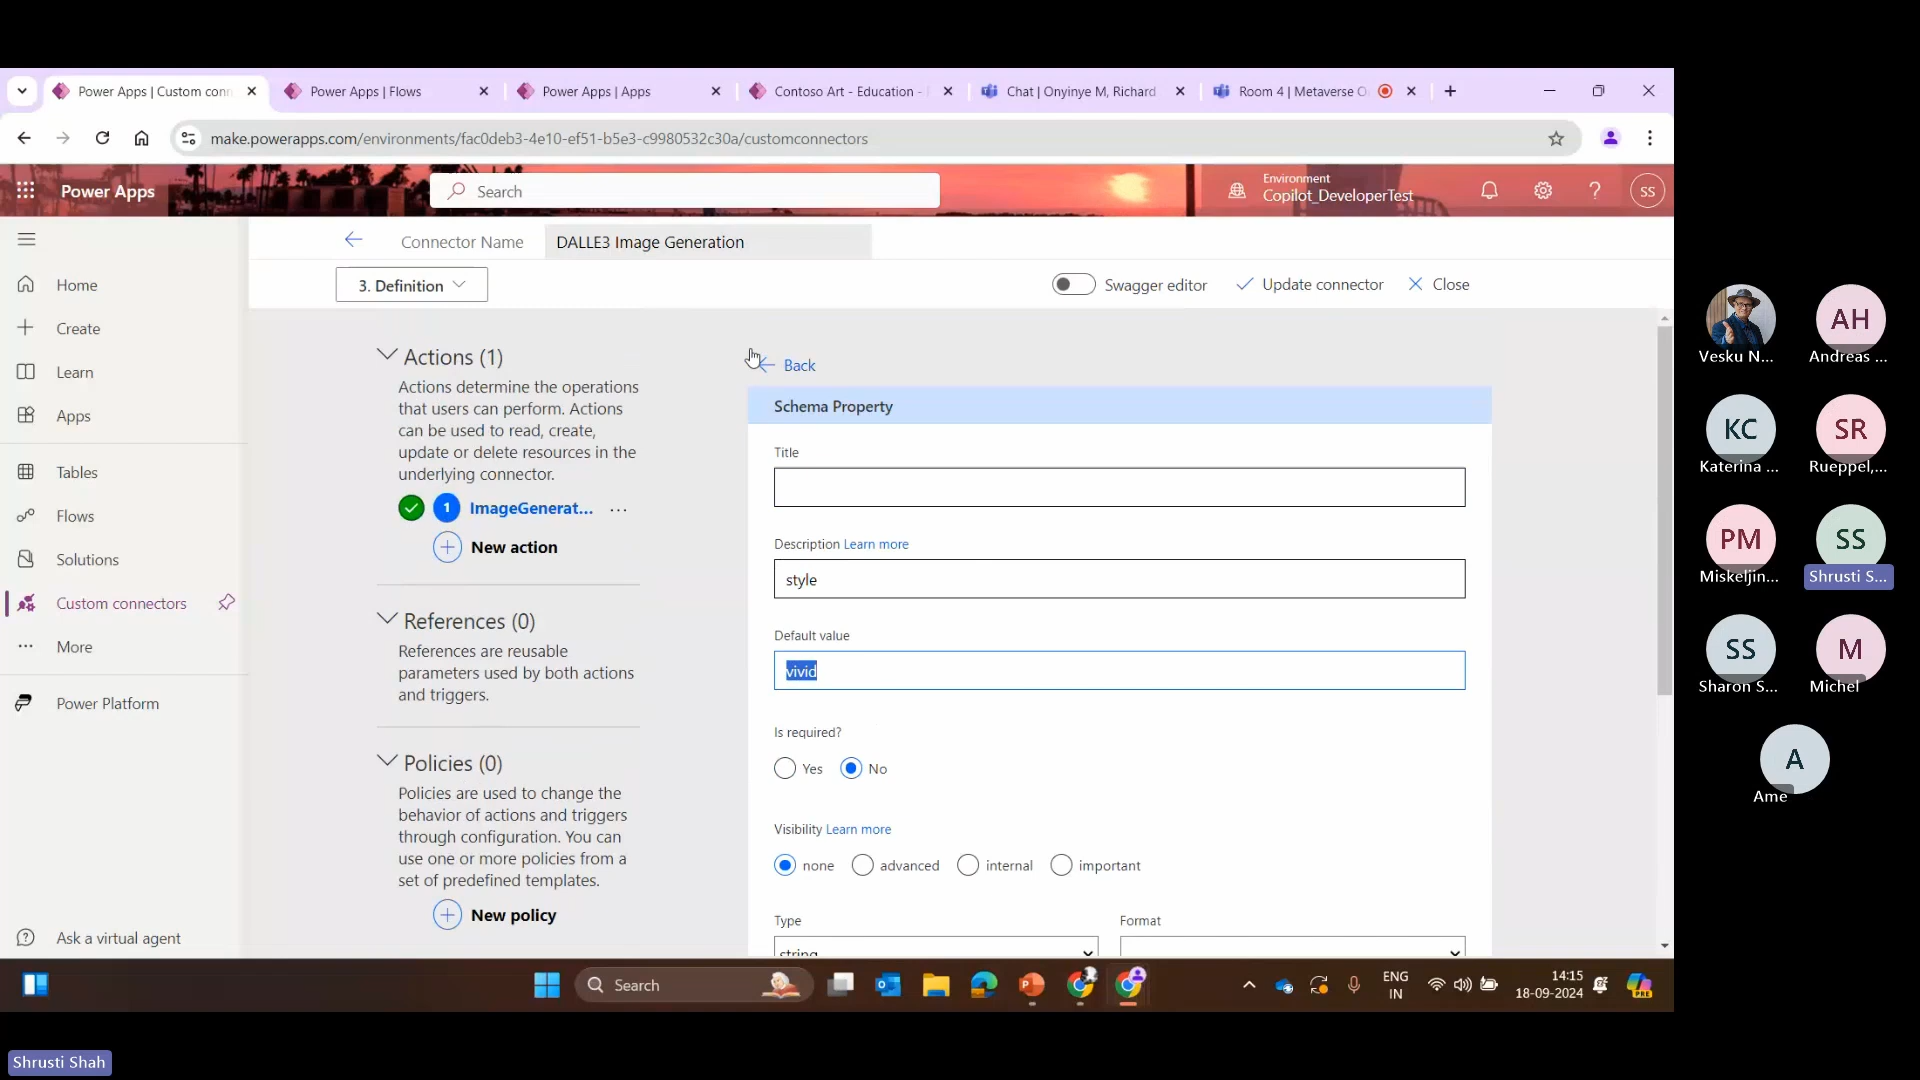 Power Apps | Custom conn
Power Apps | Flows
Power Apps | Apps
Contoso Art - Education -
Chat | Onyinye M, Richard
Room 4 | Metaverse O
make.powerapps.com/environments/fac0deb3-4e10-ef51-b5e3-c9980532c30a/customconnectors
Power Apps
Search
Environment
Copilot_DeveloperTest
SS
Connector Name
DALLE3 Image Generation
3. Definition
Swagger editor
Update connector
Close
Home
Create
Learn
Apps
Tables
Flows
Solutions
Custom connectors
More
Power Platform
Ask a virtual agent
Actions (1)
Actions determine the operations
that users can perform. Actions
can be used to read, create,
update or delete resources in the
underlying connector.
1 ImageGenerat... ...
New action
References (0)
References are reusable
parameters used by both actions
and triggers.
Policies (0)
Policies are used to change the
behavior of actions and triggers
through configuration. You can
use one or more policies from a
set of predefined templates.
New policy
Back
Schema Property
Title
Description Learn more
style
Default value
vivid
Is required?
Yes No
Visibility Learn more
none advanced internal important
Type
Format
string
Search
ENG
IN
14:15
18-09-2024
PRE
Vesku N...
AH
Andreas ...
KC
Katerina ...
SR
Rueppel,...
PM
Miskeljin...
SS
Shrusti S...
SS
Sharon S...
M
Michel
A
Ame
Shrusti Shah